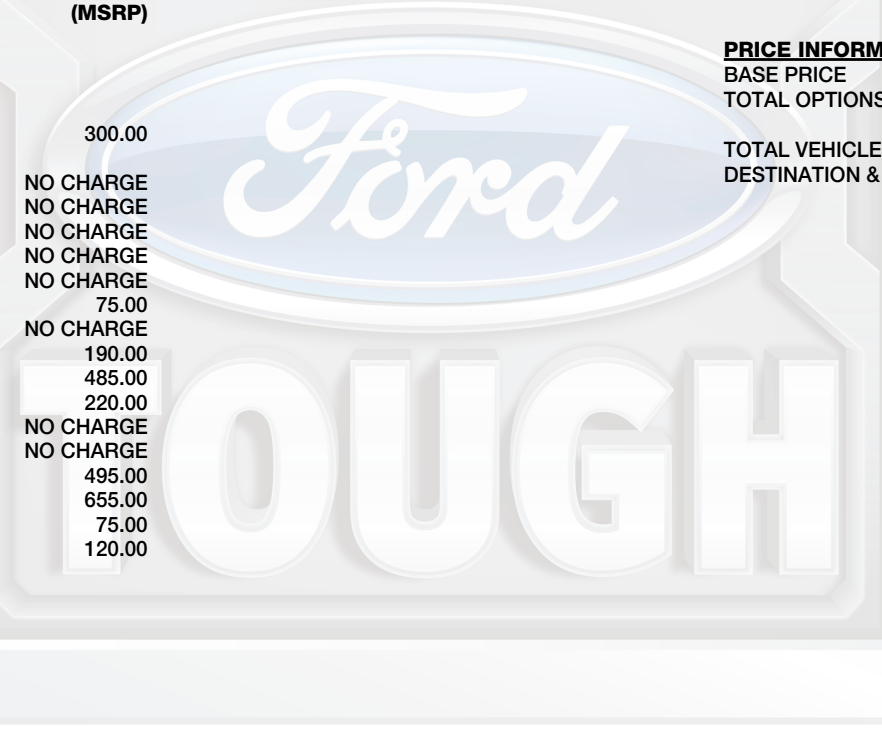 (MSRP)
300.00
NO CHARGE
NO CHARGE
NO CHARGE
NO CHARGE
NO CHARGE
75.00
NO CHARGE
190.00
485.00
220.00
NO CHARGE
NO CHARGE
495.00
655.00
75.00
120.00
PRICE INFORM
BASE PRICE
TOTAL OPTIONS
TOTAL VEHICLE
DESTINATION &
Ford
TOUGH